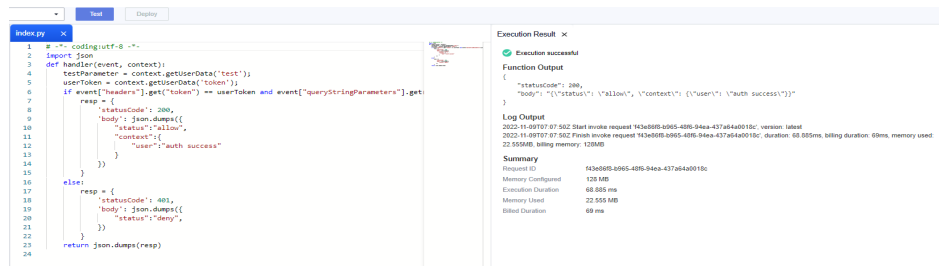 Test Deploy
index.py ×
1 # -*- coding:utf-8 -*-
2 import json
3 def handler(event, context):
4 testParameter = context.getUserData('test');
5 userToken = context.getUserData('token');
6 if event["headers"].get("token") == userToken and event["queryStringParameters"].get(
7 resp = {
8 'statusCode': 200,
9 'body': json.dumps({
10 "status":"allow",
11 "context":{
12 "user":"auth success"
13 }
14 })
15 }
16 else:
17 resp = {
18 'statusCode': 401,
19 'body': json.dumps({
20 "status":"deny",
21 })
22 }
23 return json.dumps(resp)
24
Execution Result ×
Execution successful
Function Output
{
"statusCode": 200,
"body": "{\"status\": \"allow\", \"context\": {\"user\": \"auth success\"}}"
}
Log Output
2022-11-09T07:07:50Z Start invoke request 'f43e86f8-b965-48f6-94ea-437a64a0018c', version: latest
2022-11-09T07:07:50Z Finish invoke request 'f43e86f8-b965-48f6-94ea-437a64a0018c', duration: 68.885ms, billing duration: 69ms, memory used:
22.555MB, billing memory: 128MB
Summary
Request ID f43e86f8-b965-48f6-94ea-437a64a0018c
Memory Configured 128 MB
Execution Duration 68.885 ms
Memory Used 22.555 MB
Billed Duration 69 ms